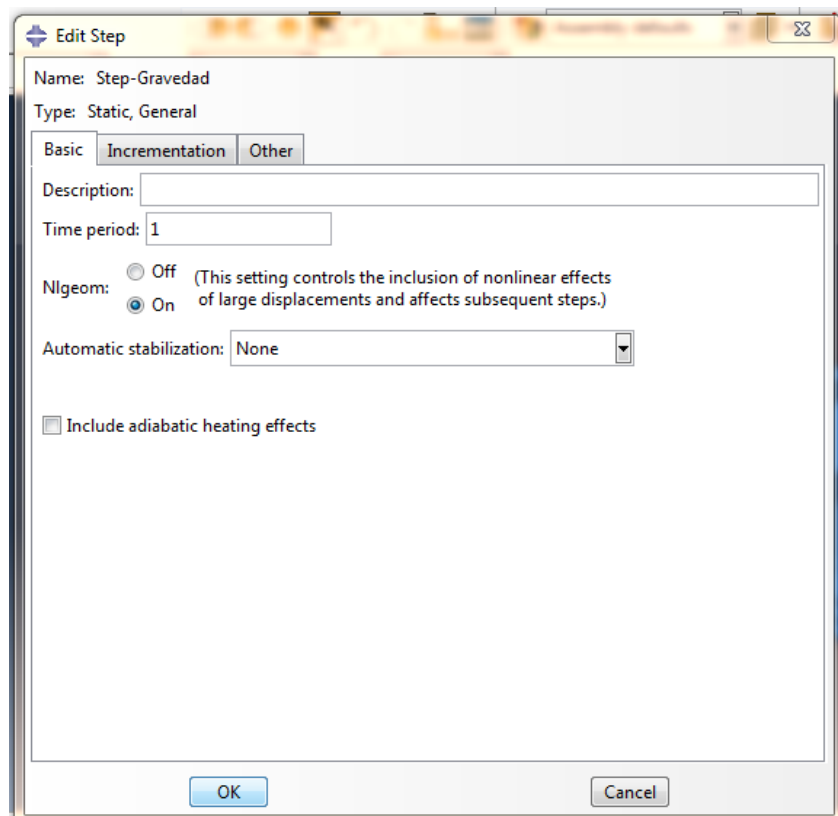 Edit Step
Name: Step-Gravedad
Type: Static, General
Basic Incrementation Other
Description:
Time period: 1
Nlgeom: Off (This setting controls the inclusion of nonlinear effects
On of large displacements and affects subsequent steps.)
Automatic stabilization: None
Include adiabatic heating effects
OK Cancel